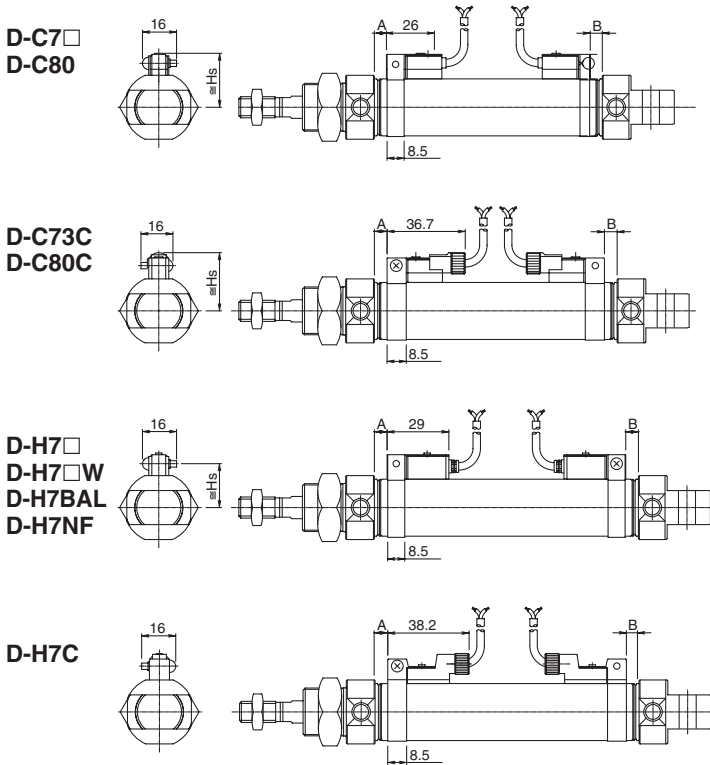 D-C7□
D-C80
16
≅Hs
A 26 B
8.5
D-C73C
D-C80C
16
≅Hs
A 36.7 B
8.5
D-H7□
D-H7□W
D-H7BAL
D-H7NF
16
≅Hs
A 29 B
8.5
D-H7C
16
A 38.2 B
8.5